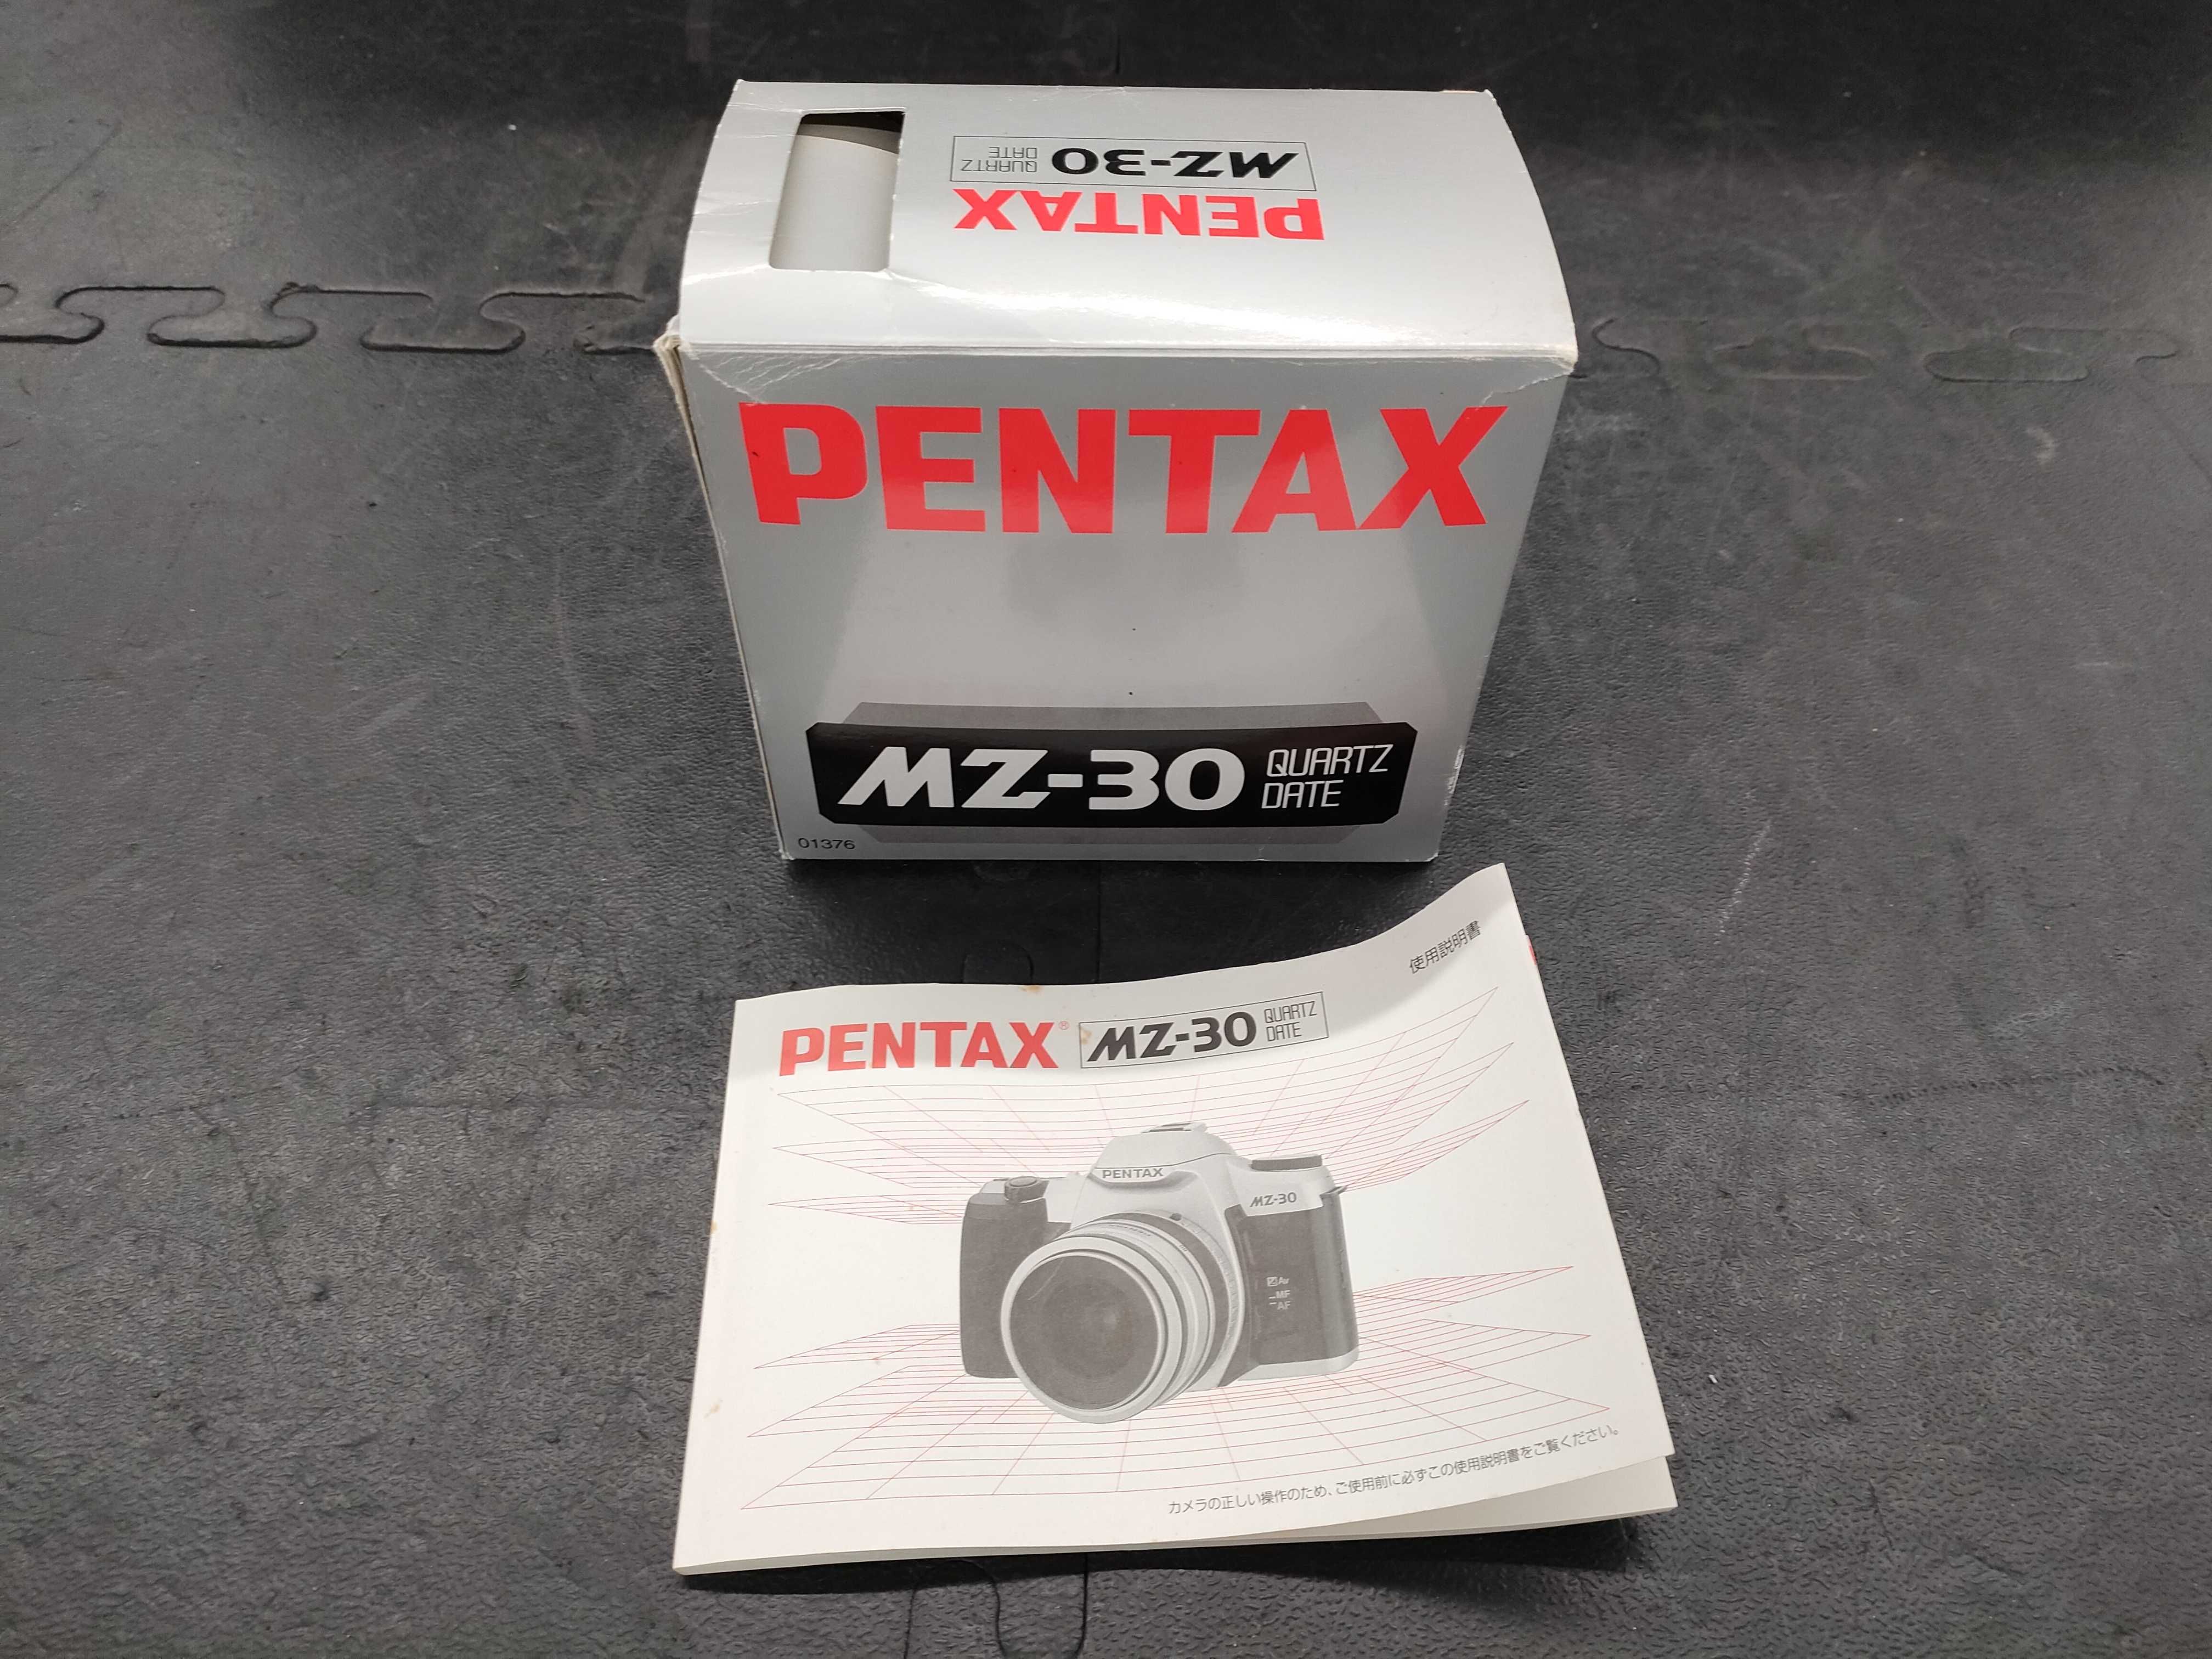 MZ-30 QUARTZ DATE
PENTAX
PENTAX
MZ-30 QUARTZ DATE
01376
使用説明書
PENTAX® MZ-30 QUARTZ DATE
PENTAX
MZ-30
Av
MF
AF
カメラの正しい操作のため、ご使用前に必ずこの使用説明書をご覧ください。